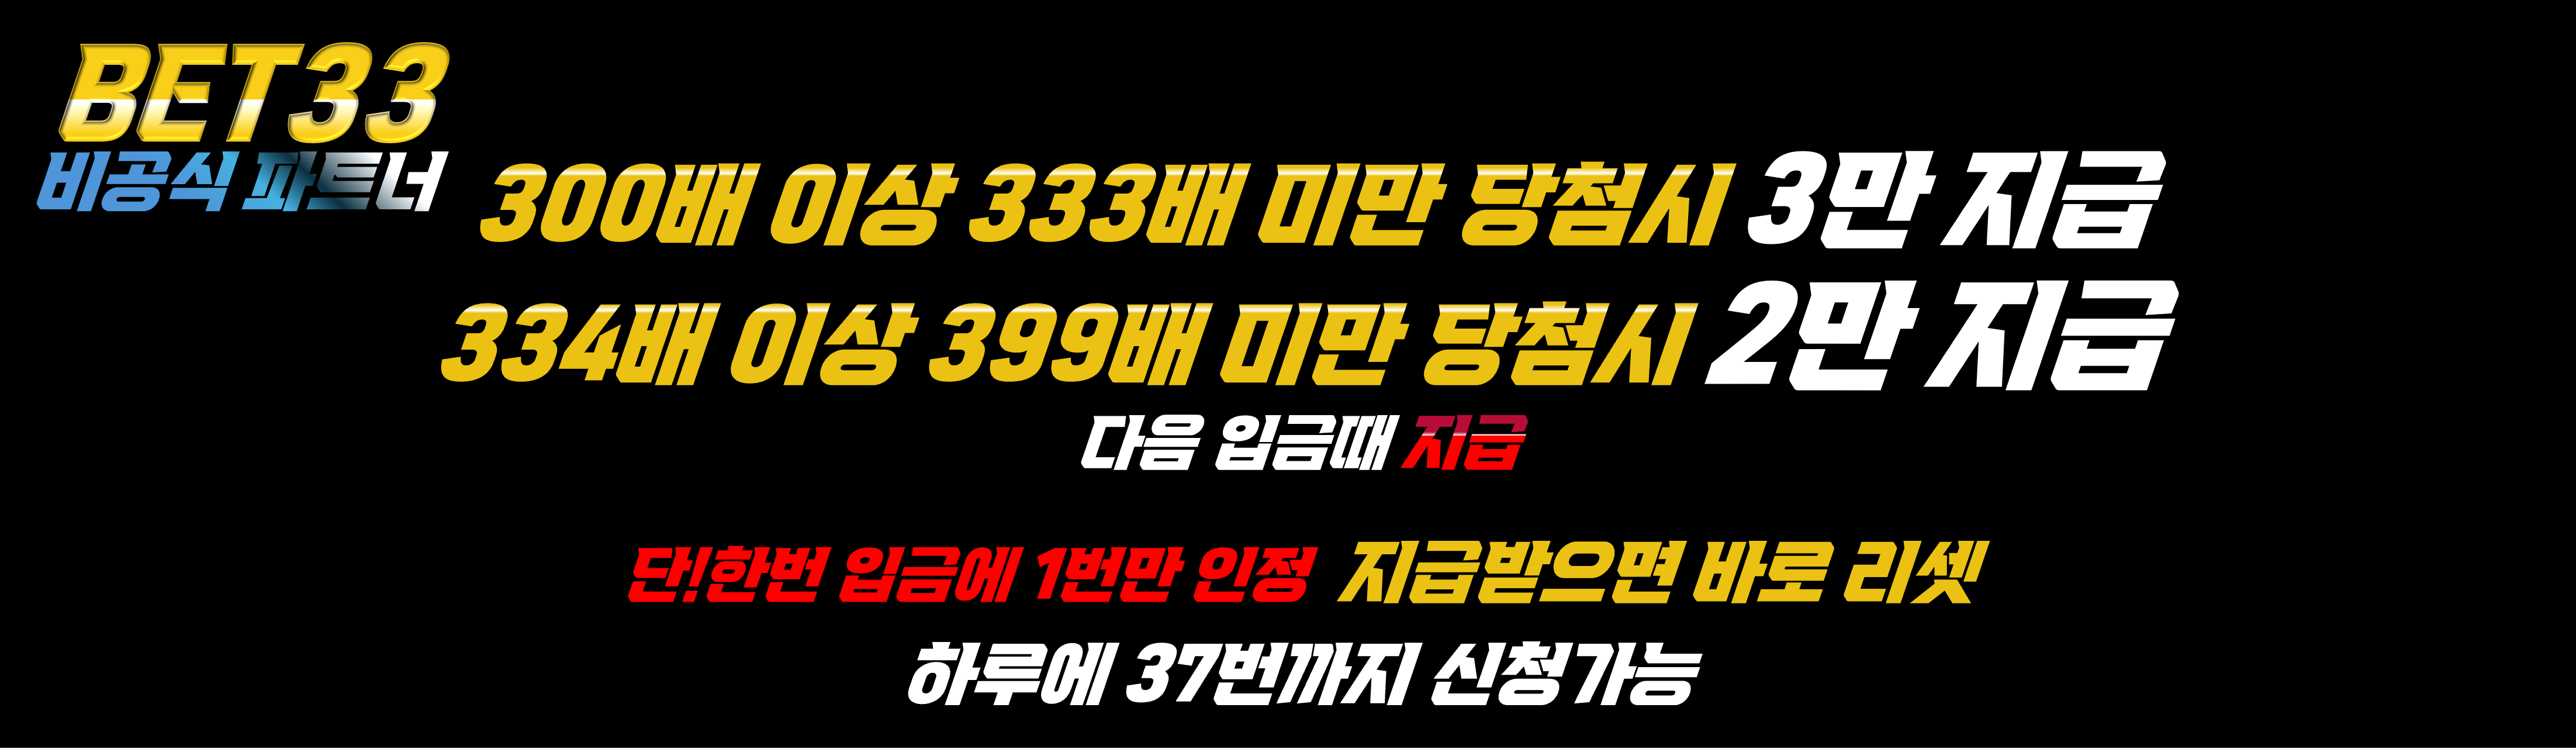 BET33
비공식 파트너
300배 이상 333배 미만 당첨시 3만 지급
334배 이상 399배 미만 당첨시 2만 지급
다음 입금때 지급
단!한번 입금에 1번만 인정 지급받으면 바로 리셋
하루에 37번까지 신청가능